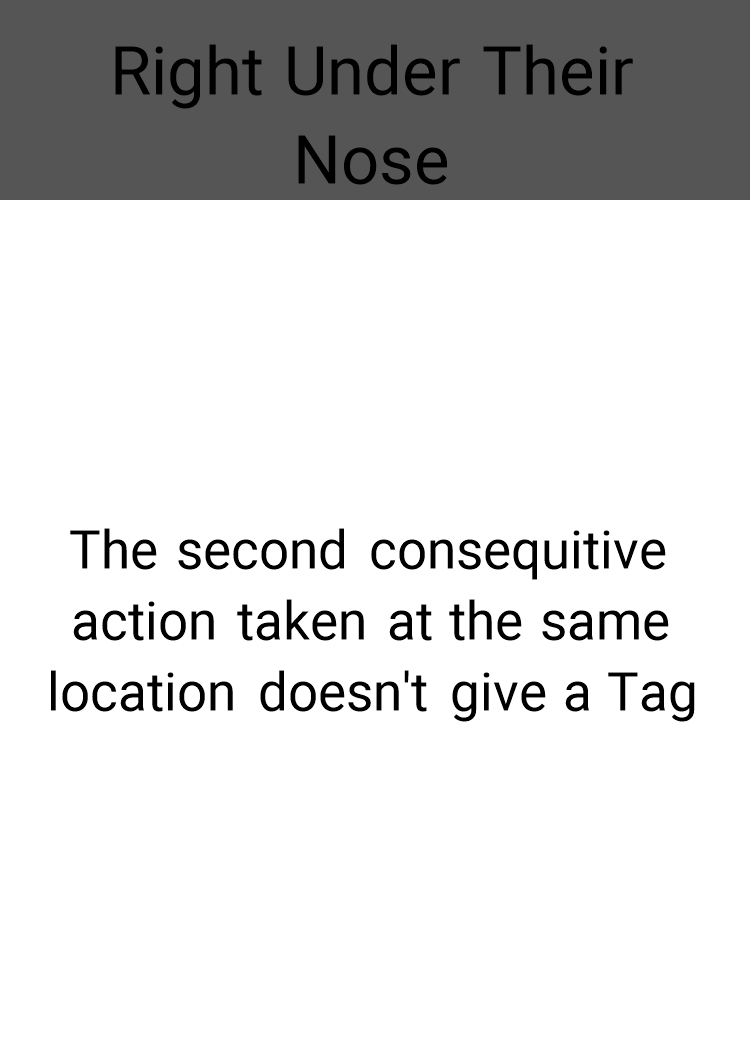 Right Under Their
Nose
The second consequitive
action taken at the same
location doesn't give a Tag